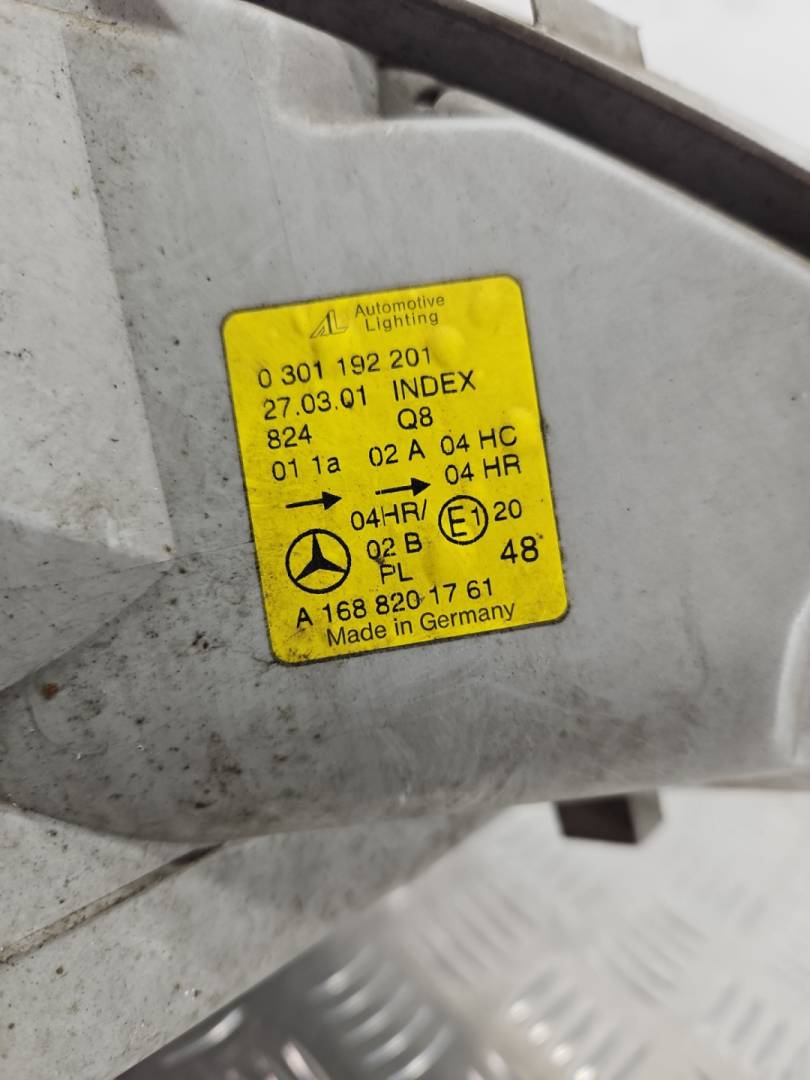 AL Automotive
Lighting
0 301 192 201
27.03.01 INDEX
824 Q8
01 1a 02 A 04 HC
04 HR
04HR/ E1 20
02 B 48
PL
A 168 820 17 61
Made in Germany